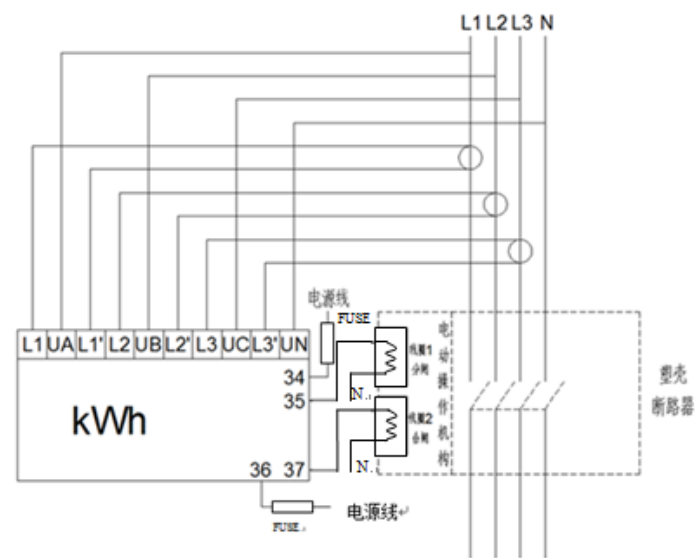 L1 L2 L3 N
电源线
FUSE
L1 UA L1' L2 UB L2' L3 UC L3' UN
34
35
kWh
36 37
线圈1
分闸
N
线圈2
合闸
N
电动操作机构
塑壳
断路器
FUSE
电源线